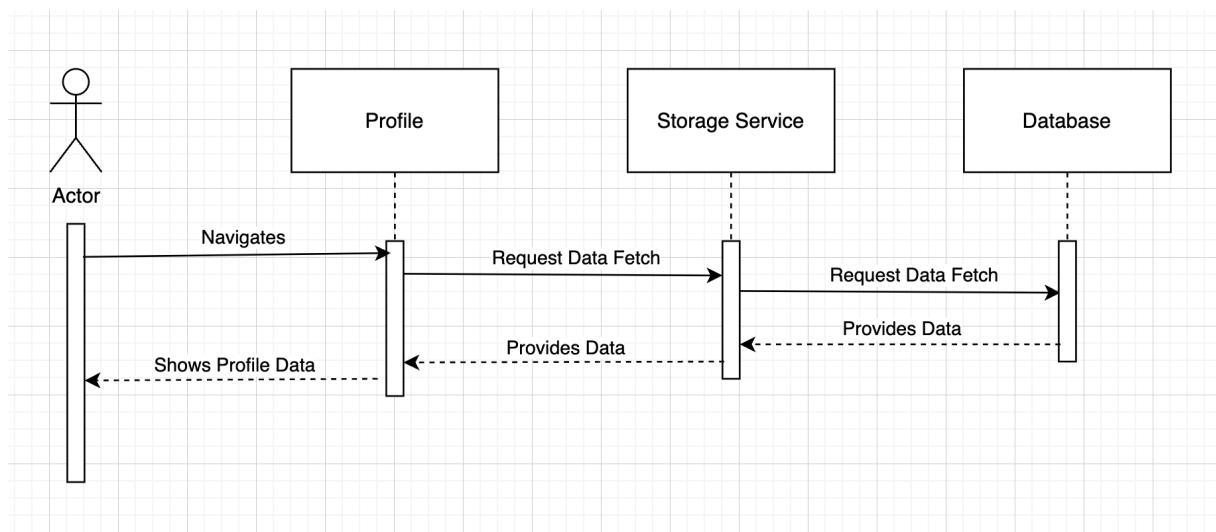 Profile
Storage Service
Database
Actor
Navigates
Request Data Fetch
Request Data Fetch
Provides Data
Provides Data
Shows Profile Data